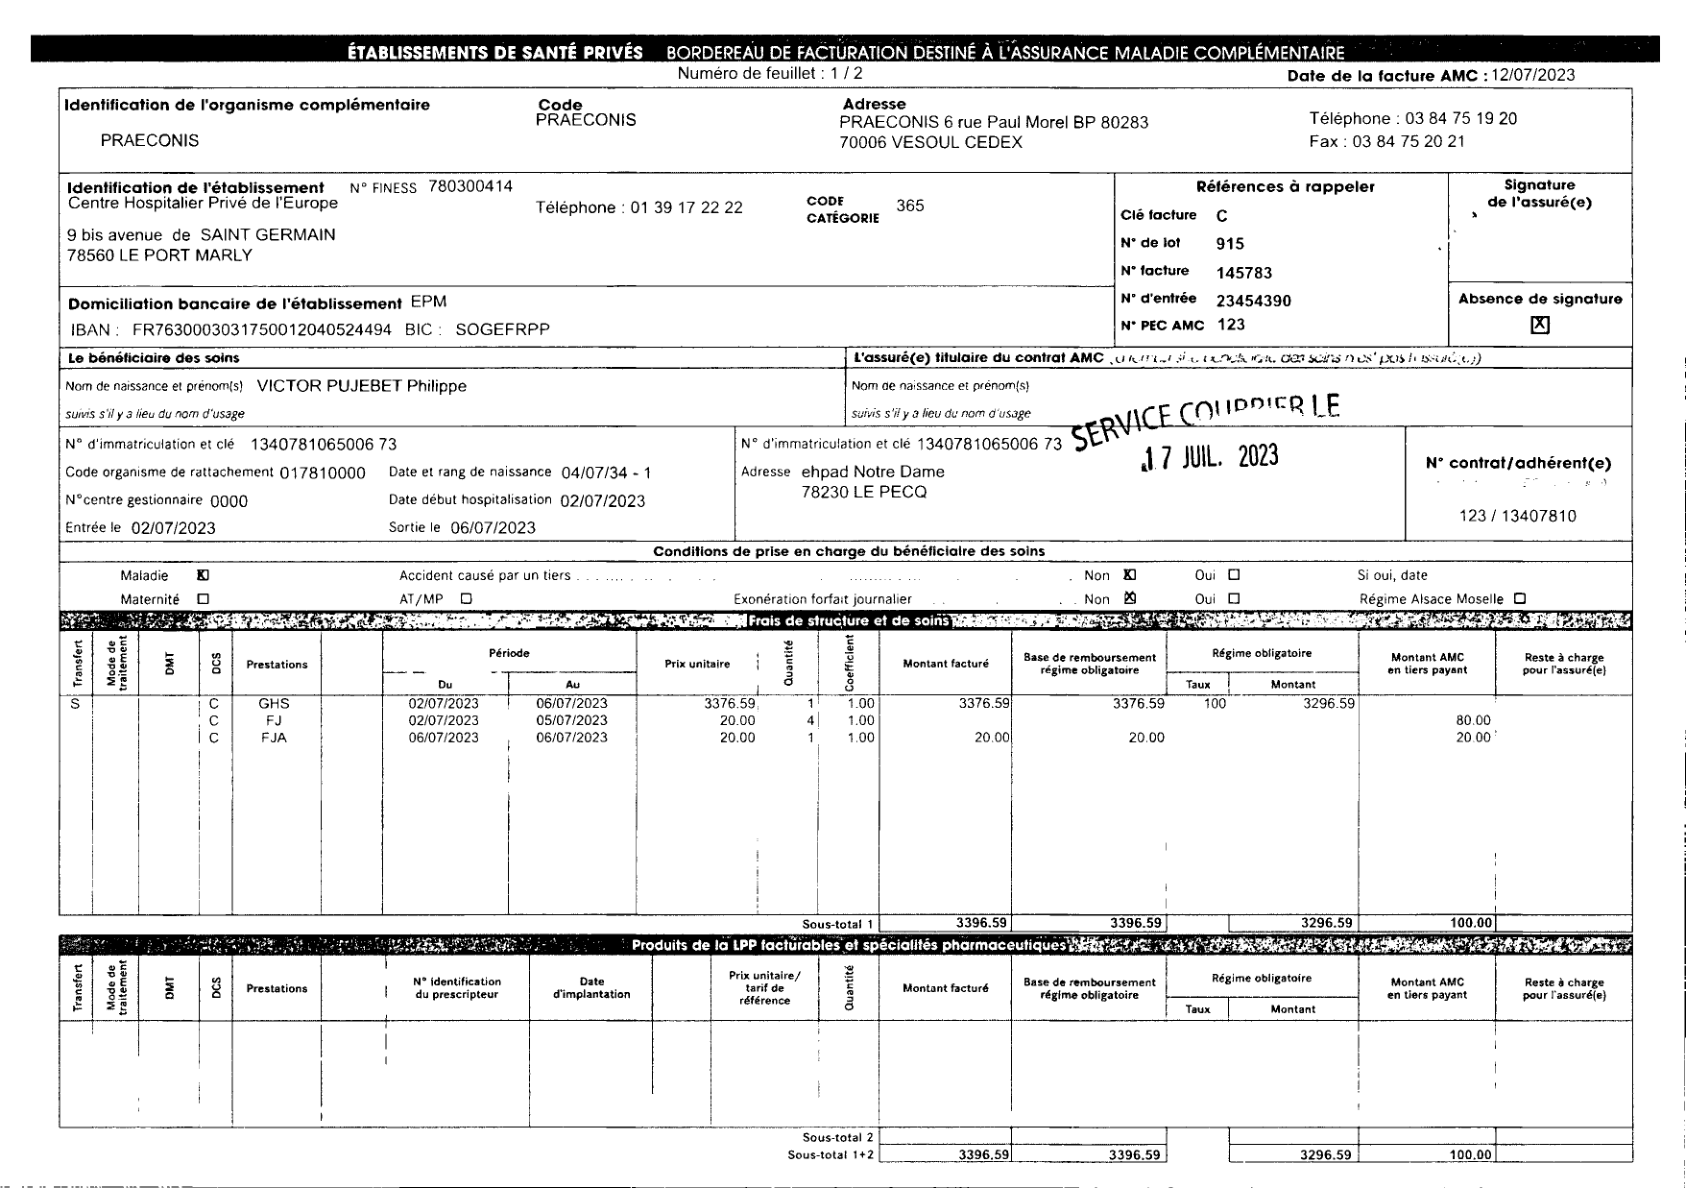 ÉTABLISSEMENTS DE SANTÉ PRIVÉS BORDEREAU DE FACTURATION DESTINÉ À L'ASSURANCE MALADIE COMPLÉMENTAIRE
Numéro de feuillet : 1 / 2
Date de la facture AMC : 12/07/2023
Identification de l'organisme complémentaire
PRAECONIS
Code
PRAECONIS
Adresse
PRAECONIS 6 rue Paul Morel BP 80283
70006 VESOUL CEDEX
Téléphone : 03 84 75 19 20
Fax : 03 84 75 20 21
Identification de l'établissement N° FINESS 780300414
Centre Hospitalier Privé de l'Europe
9 bis avenue de SAINT GERMAIN
78560 LE PORT MARLY
Téléphone : 01 39 17 22 22
CODE CATÉGORIE 365
Références à rappeler
Clé facture C
N° de lot 915
N° facture 145783
N° d'entrée 23454390
N° PEC AMC 123
Signature
de l'assuré(e)
Absence de signature
X
Domiciliation bancaire de l'établissement EPM
IBAN : FR7630003031750012040524494 BIC : SOGEFRPP
Le bénéficiaire des soins
Nom de naissance et prénom(s) VICTOR PUJEBET Philippe
suivis s'il y a lieu du nom d'usage
L'assuré(e) titulaire du contrat AMC
Nom de naissance et prénom(s)
suivis s'il y a lieu du nom d'usage
SERVICE COURRIER LE
17 JUIL. 2023
N° d'immatriculation et clé 1340781065006 73
Code organisme de rattachement 017810000 Date et rang de naissance 04/07/34 - 1
N°centre gestionnaire 0000 Date début hospitalisation 02/07/2023
Entrée le 02/07/2023 Sortie le 06/07/2023
N° d'immatriculation et clé 1340781065006 73
Adresse ehpad Notre Dame
78230 LE PECQ
N° contrat/adhérent(e)
123 / 13407810
Conditions de prise en charge du bénéficiaire des soins
Maladie X Accident causé par un tiers Non X Oui Si oui, date
Maternité AT/MP Exonération forfait journalier Non X Oui Régime Alsace Moselle
Frais de structure et de soins
Transfert Mode de traitement DMT DCS Prestations Période Du Au Prix unitaire Quantité Coefficient Montant facturé Base de remboursement régime obligatoire Régime obligatoire Taux Montant Montant AMC en tiers payant Reste à charge pour l'assuré(e)
S C GHS 02/07/2023 06/07/2023 3376.59 1 1.00 3376.59 3376.59 100 3296.59
C FJ 02/07/2023 05/07/2023 20.00 4 1.00 80.00
C FJA 06/07/2023 06/07/2023 20.00 1 1.00 20.00 20.00 20.00
Sous-total 1 3396.59 3396.59 3296.59 100.00
Produits de la LPP facturables et spécialités pharmaceutiques
Transfert Mode de traitement DMT DCS Prestations N° identification du prescripteur Date d'implantation Prix unitaire/ tarif de référence Quantité Montant facturé Base de remboursement régime obligatoire Régime obligatoire Taux Montant Montant AMC en tiers payant Reste à charge pour l'assuré(e)
Sous-total 2
Sous-total 1+2 3396.59 3396.59 3296.59 100.00